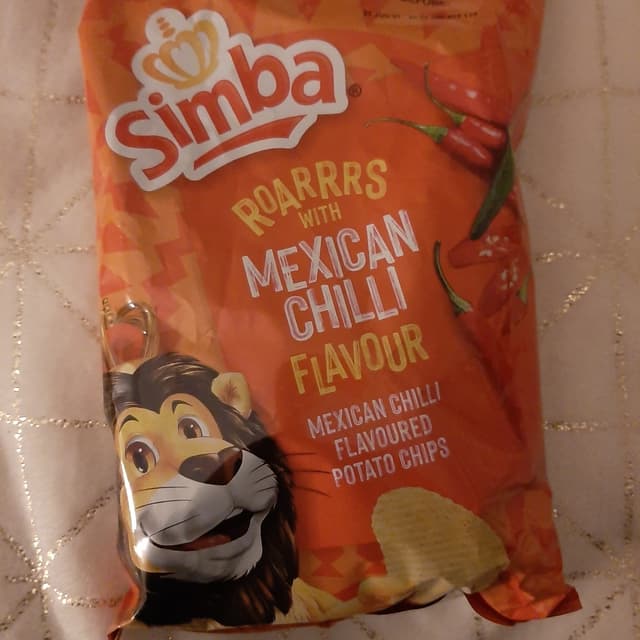 Simba®
ROARRRS
WITH
MEXICAN
CHILLI
FLAVOUR
MEXICAN CHILLI
FLAVOURED
POTATO CHIPS